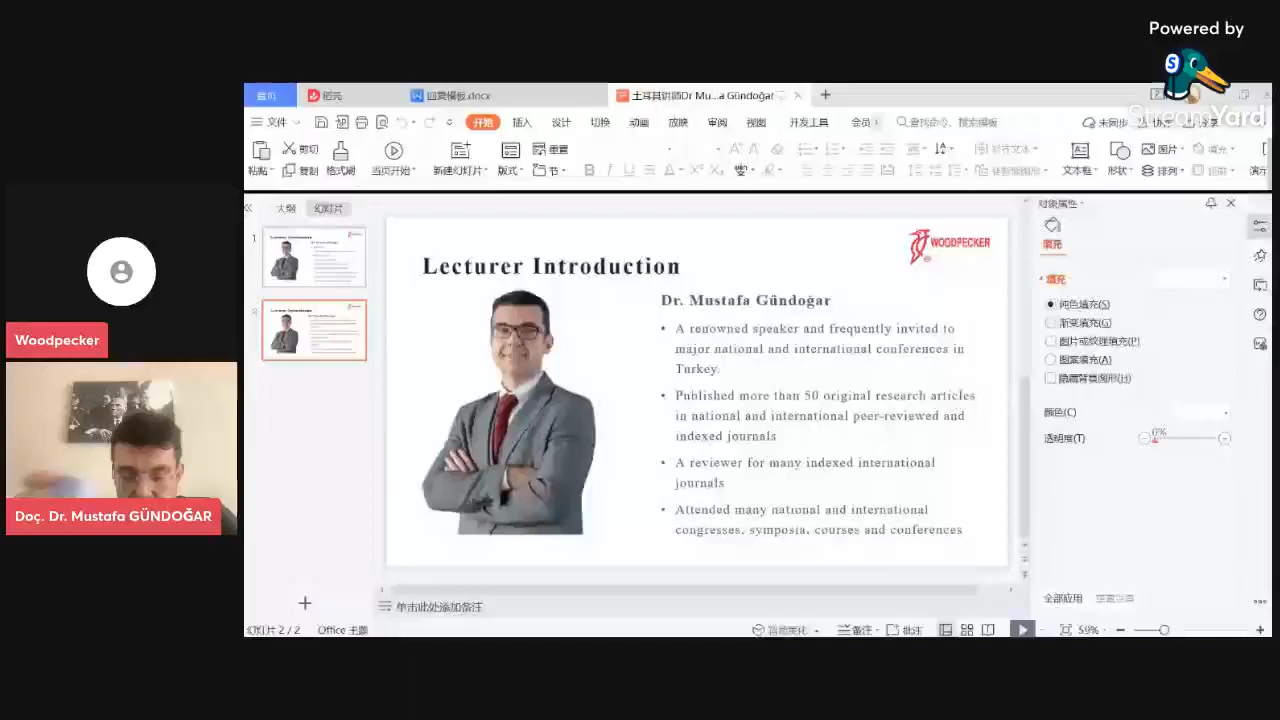 Powered by
StreamYard
首页
稻壳
回复模板.docx
土耳其讲师Dr Mu...a Gündoğar
文件
开始 插入 设计 切换 动画 放映 审阅 视图 开发工具 会员
查找命令、搜索模板
未同步
粘贴 剪切 复制 格式刷 当页开始 新建幻灯片 版式 重置 节
B I U S A
对齐文本
文本框 形状 图片 排列 填充
大纲 幻灯片
1
2
Woodpecker
Doç. Dr. Mustafa GÜNDOĞAR
WOODPECKER
Lecturer Introduction
Dr. Mustafa Gündoğar
• A renowned speaker and frequently invited to
major national and international conferences in
Turkey.
• Published more than 50 original research articles
in national and international peer-reviewed and
indexed journals
• A reviewer for many indexed international
journals
• Attended many national and international
congresses, symposia, courses and conferences
对象属性
填充
填充
纯色填充(S)
渐变填充(G)
图片或纹理填充(P)
图案填充(A)
隐藏背景图形(H)
颜色(C)
透明度(T) 0%
全部应用
单击此处添加备注
幻灯片 2 / 2 Office 主题
智能美化 备注 批注 59%